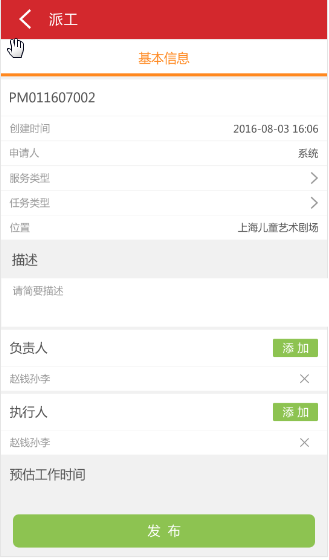 派工
基本信息
PM011607002
创建时间 2016-08-03 16:06
申请人 系统
服务类型
任务类型
位置 上海儿童艺术剧场
描述
请简要描述
负责人 添加
赵钱孙李
执行人 添加
赵钱孙李
预估工作时间
发布